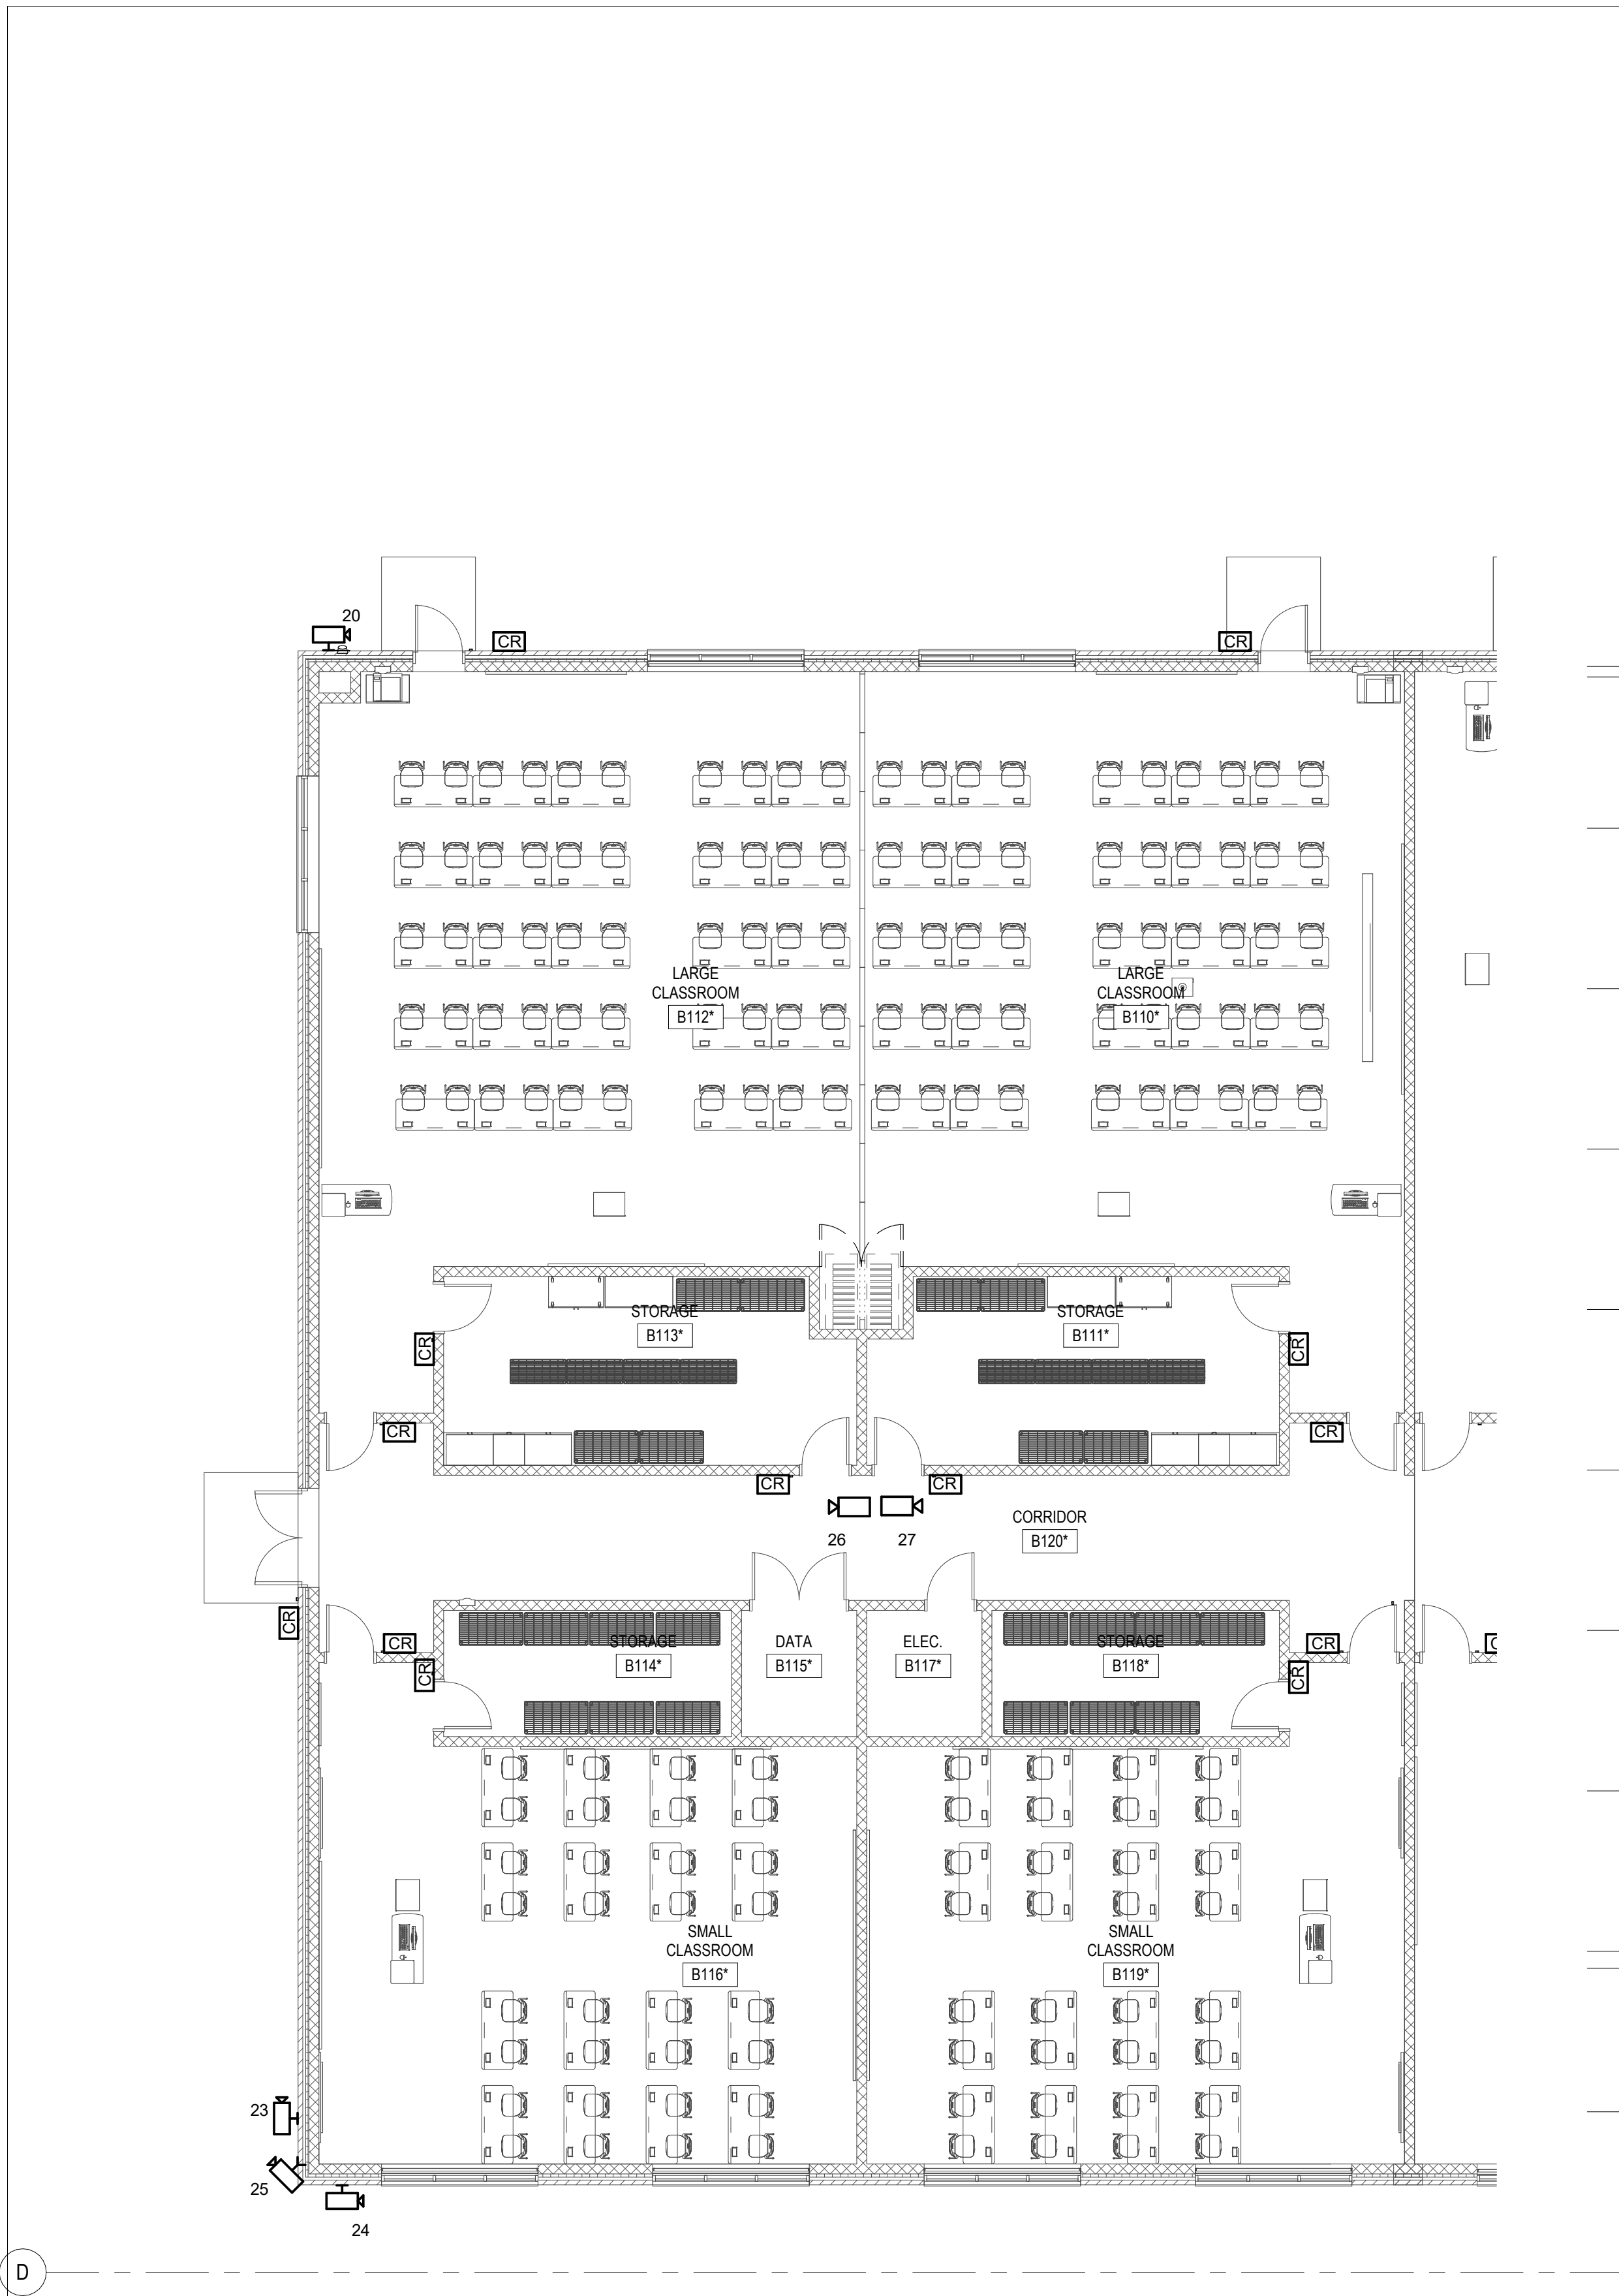 20
CR
CR
LARGE
CLASSROOM
B112*
LARGE
CLASSROOM
B110*
STORAGE
B113*
STORAGE
B111*
CR
CR
CR
CR
CR
CR
26
27
CORRIDOR
B120*
CR
CR
CR
STORAGE
B114*
DATA
B115*
ELEC.
B117*
STORAGE
B118*
CR
CR
CR
SMALL
CLASSROOM
B116*
SMALL
CLASSROOM
B119*
23
25
24
D